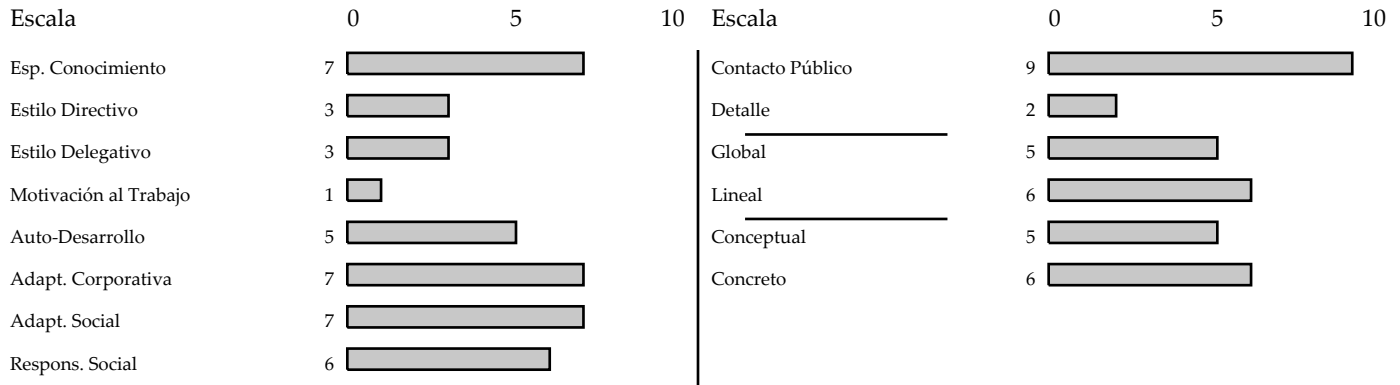 Escala 0 5 10
Esp. Conocimiento 7
Estilo Directivo 3
Estilo Delegativo 3
Motivación al Trabajo 1
Auto-Desarrollo 5
Adapt. Corporativa 7
Adapt. Social 7
Respons. Social 6
Escala 0 5 10
Contacto Público 9
Detalle 2
Global 5
Lineal 6
Conceptual 5
Concreto 6